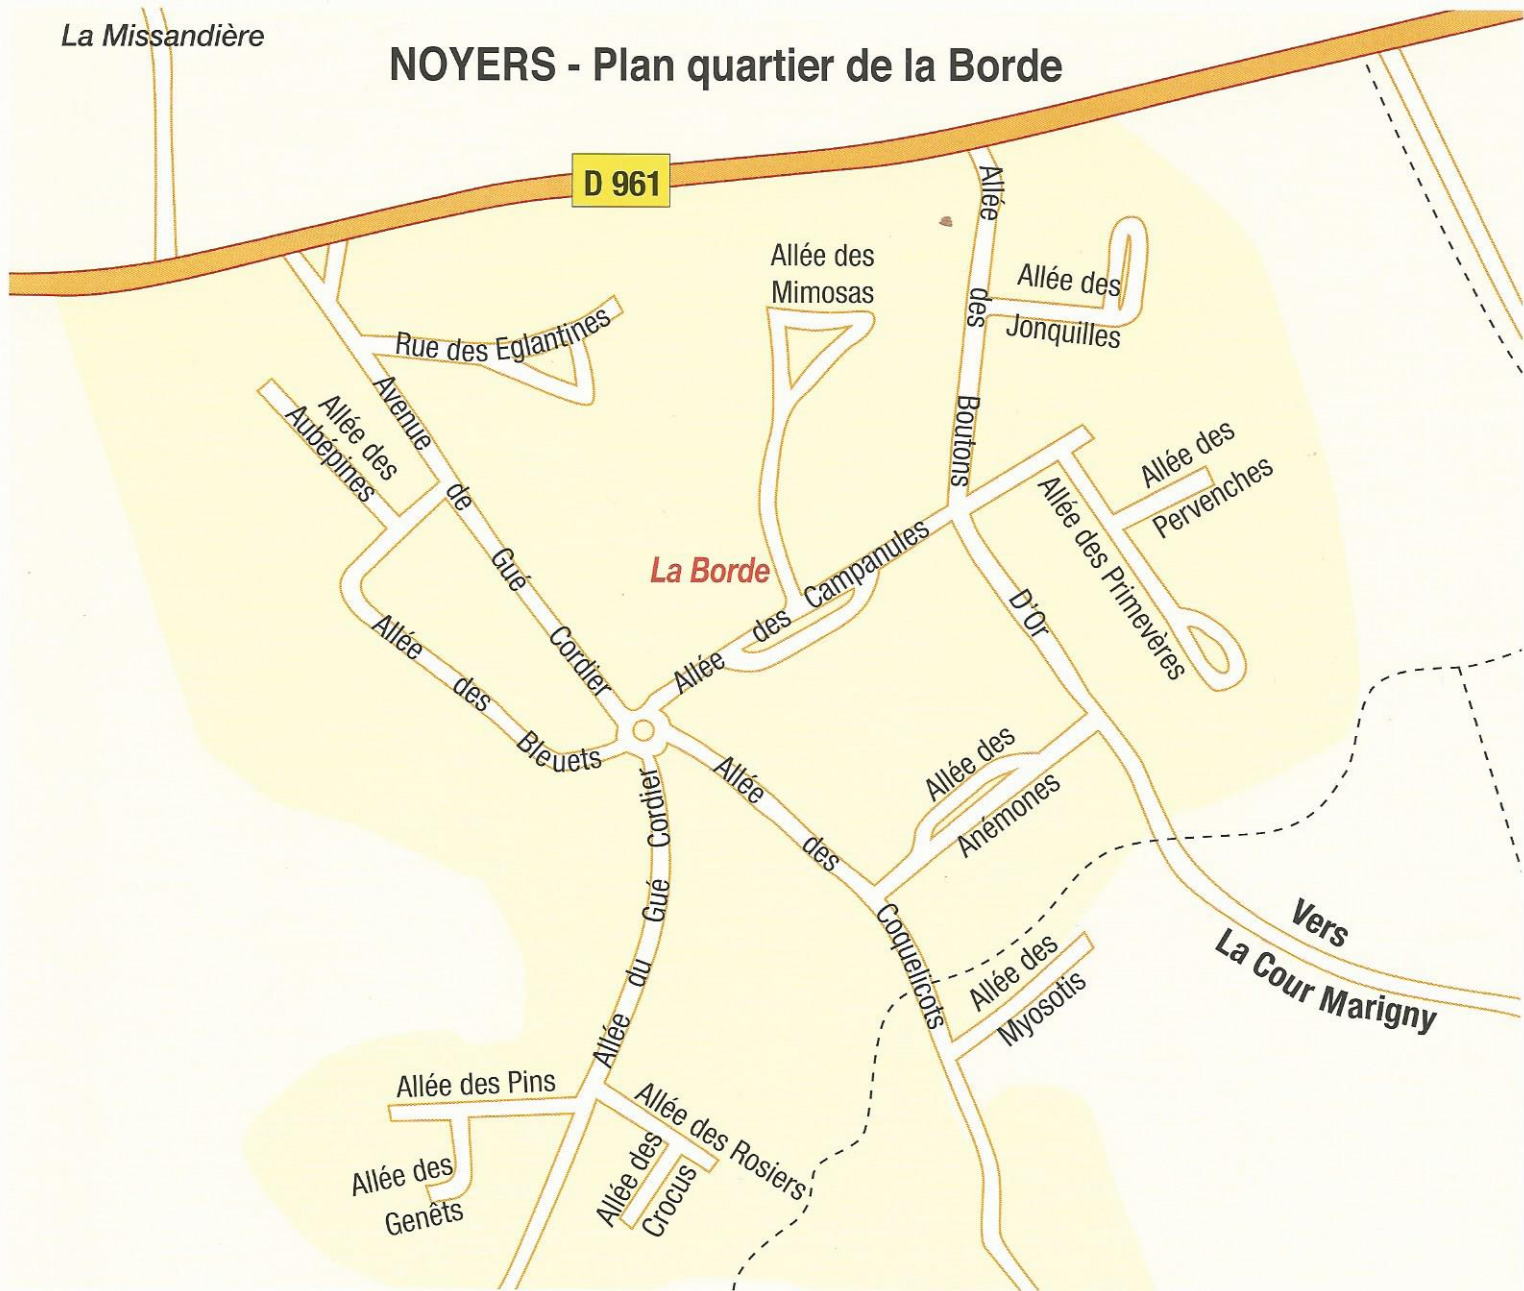 La Missandière
NOYERS - Plan quartier de la Borde
D 961
Allée des Boutons D'Or
Allée des
Mimosas
Allée des
Jonquilles
Rue des Eglantines
Avenue de Gué Cordier
Allée des
Aubépines
Allée des
Pervenches
Allée des Primevères
La Borde
Allée des Campanules
Allée des Bleuets
Allée des
Anémones
Allée des Coquelicots
Allée du Gué Cordier
Vers
La Cour Marigny
Allée des
Myosotis
Allée des Pins
Allée des Rosiers
Allée des
Crocus
Allée des
Genêts